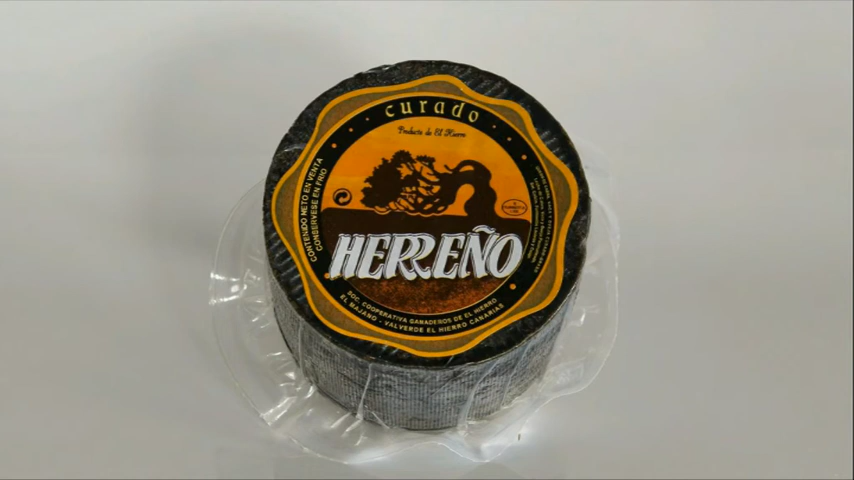 curado
Producto de El Hierro
CONTENIDO NETO EN VENTA
CONSERVESE EN FRIO
HERREÑO
SOC. COOPERATIVA GANADEROS DE EL HIERRO
EL MAJANO - VALVERDE EL HIERRO CANARIAS